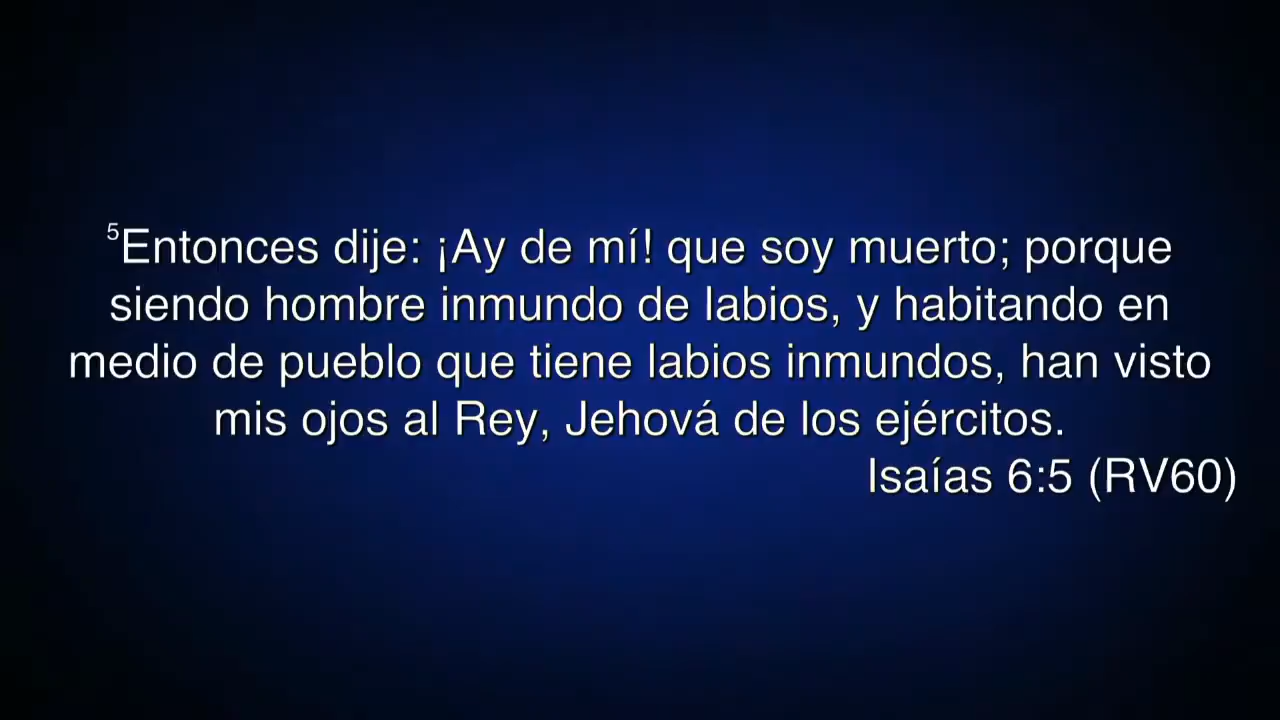 ⁵Entonces dije: ¡Ay de mí! que soy muerto; porque
siendo hombre inmundo de labios, y habitando en
medio de pueblo que tiene labios inmundos, han visto
mis ojos al Rey, Jehová de los ejércitos.
Isaías 6:5 (RV60)